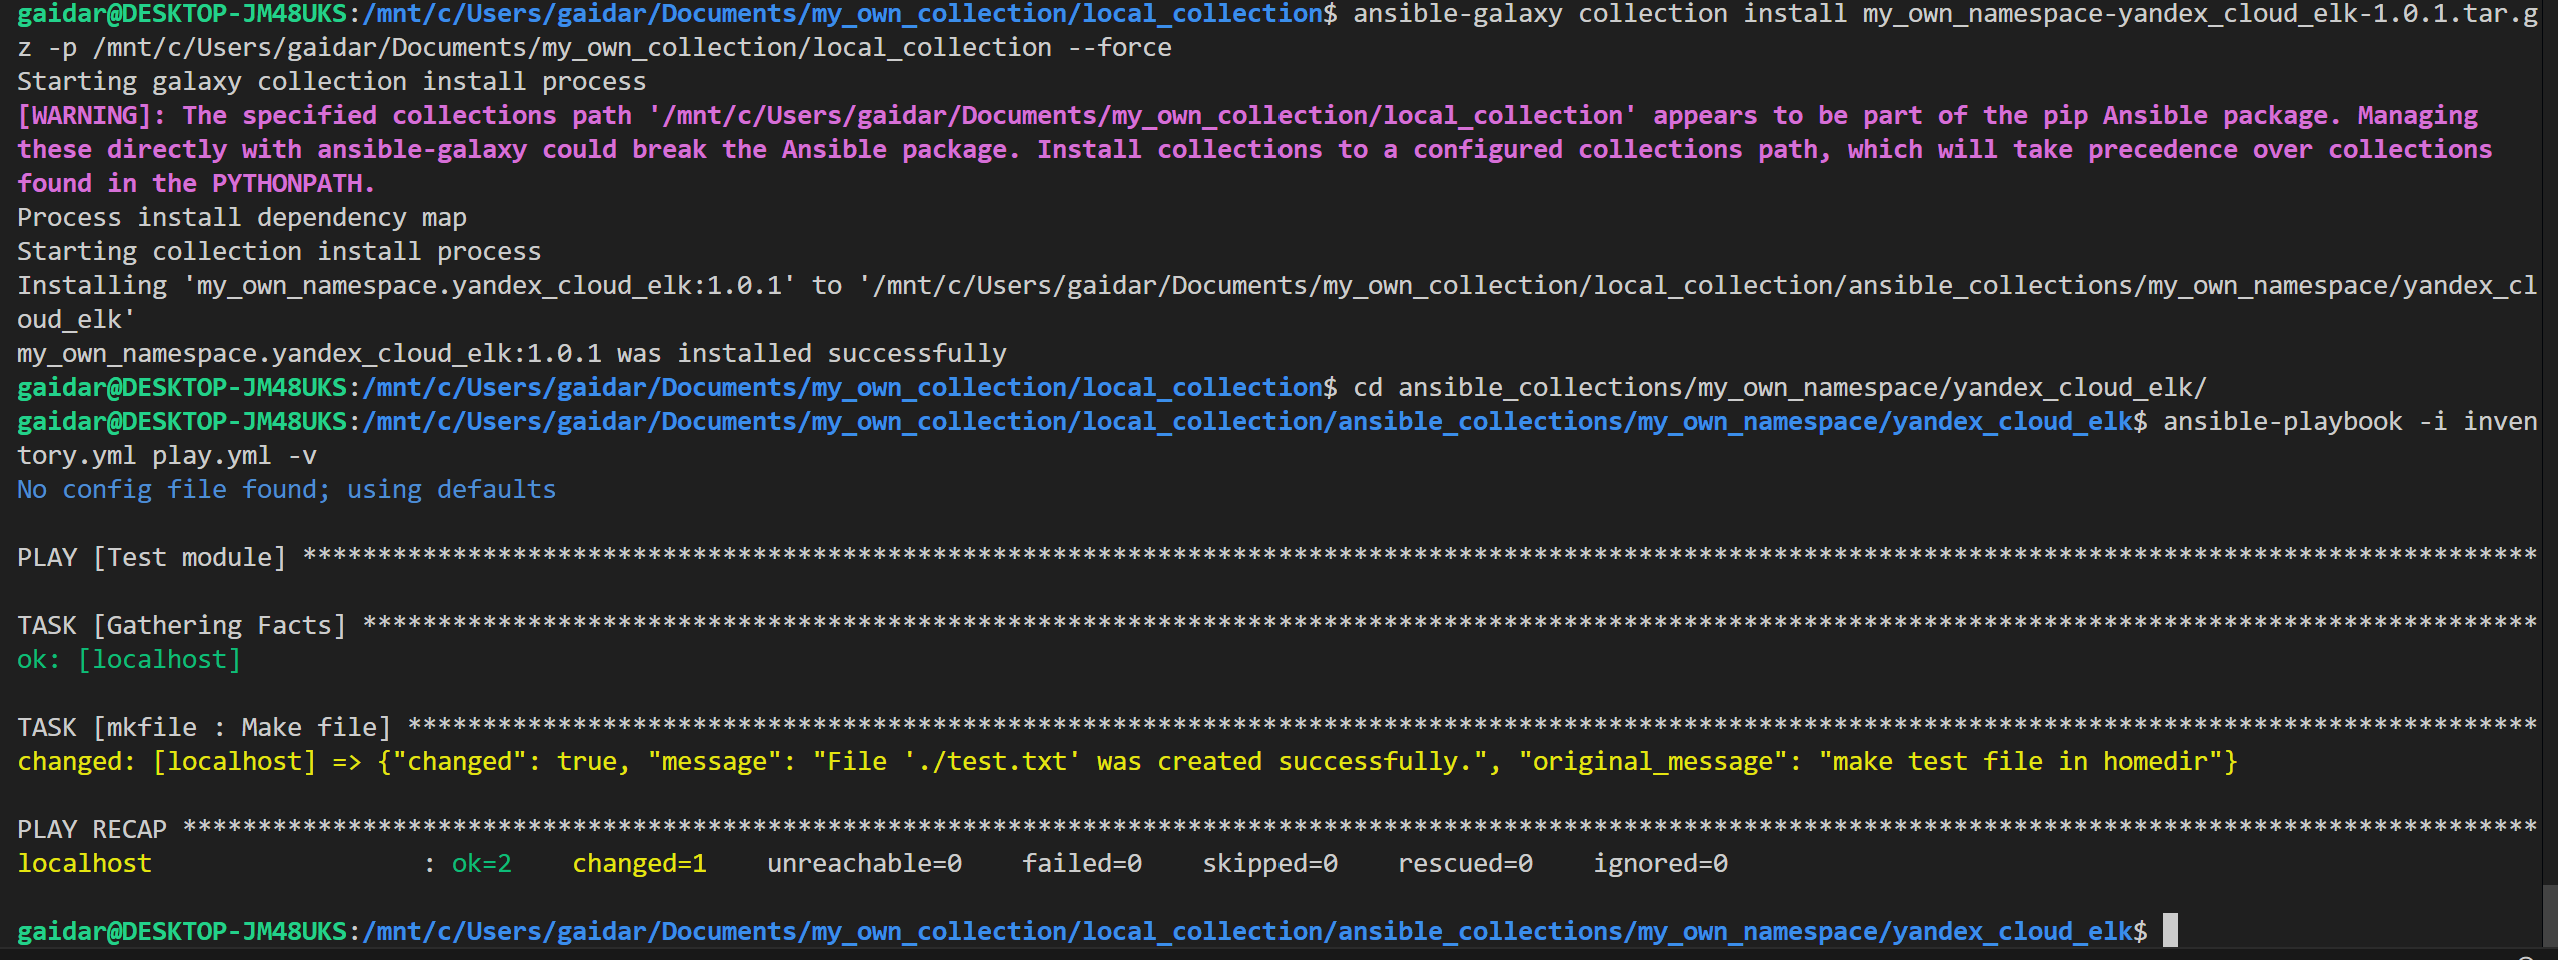 gaidar@DESKTOP-JM48UKS:/mnt/c/Users/gaidar/Documents/my_own_collection/local_collection$ ansible-galaxy collection install my_own_namespace-yandex_cloud_elk-1.0.1.tar.g
z -p /mnt/c/Users/gaidar/Documents/my_own_collection/local_collection --force
Starting galaxy collection install process
[WARNING]: The specified collections path '/mnt/c/Users/gaidar/Documents/my_own_collection/local_collection' appears to be part of the pip Ansible package. Managing
these directly with ansible-galaxy could break the Ansible package. Install collections to a configured collections path, which will take precedence over collections
found in the PYTHONPATH.
Process install dependency map
Starting collection install process
Installing 'my_own_namespace.yandex_cloud_elk:1.0.1' to '/mnt/c/Users/gaidar/Documents/my_own_collection/local_collection/ansible_collections/my_own_namespace/yandex_cl
oud_elk'
my_own_namespace.yandex_cloud_elk:1.0.1 was installed successfully
gaidar@DESKTOP-JM48UKS:/mnt/c/Users/gaidar/Documents/my_own_collection/local_collection$ cd ansible_collections/my_own_namespace/yandex_cloud_elk/
gaidar@DESKTOP-JM48UKS:/mnt/c/Users/gaidar/Documents/my_own_collection/local_collection/ansible_collections/my_own_namespace/yandex_cloud_elk$ ansible-playbook -i inven
tory.yml play.yml -v
No config file found; using defaults
PLAY [Test module] *****************************************************************************************************************************************************
TASK [Gathering Facts] *************************************************************************************************************************************************
ok: [localhost]
TASK [mkfile : Make file] **********************************************************************************************************************************************
changed: [localhost] => {"changed": true, "message": "File './test.txt' was created successfully.", "original_message": "make test file in homedir"}
PLAY RECAP *************************************************************************************************************************************************************
localhost                  : ok=2    changed=1    unreachable=0    failed=0    skipped=0    rescued=0    ignored=0
gaidar@DESKTOP-JM48UKS:/mnt/c/Users/gaidar/Documents/my_own_collection/local_collection/ansible_collections/my_own_namespace/yandex_cloud_elk$